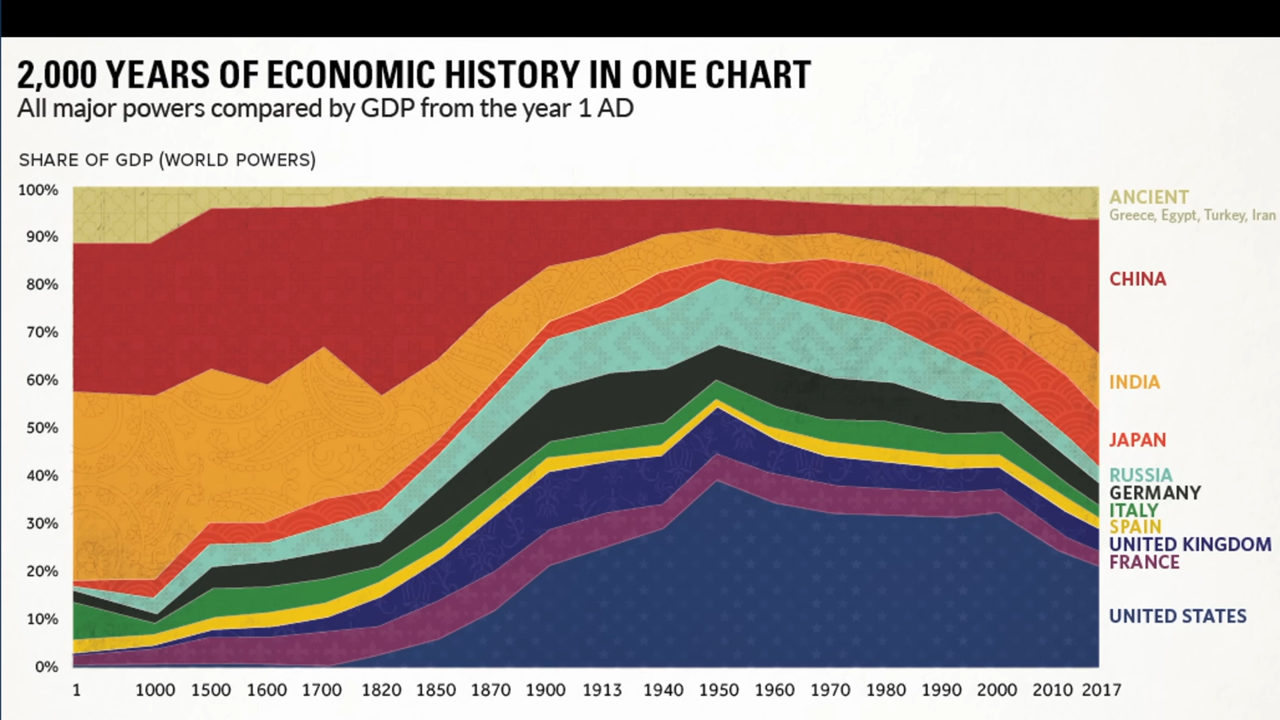 2,000 YEARS OF ECONOMIC HISTORY IN ONE CHART
All major powers compared by GDP from the year 1 AD
SHARE OF GDP (WORLD POWERS)
100%
90%
80%
70%
60%
50%
40%
30%
20%
10%
0%
ANCIENT
Greece, Egypt, Turkey, Iran
CHINA
INDIA
JAPAN
RUSSIA
GERMANY
ITALY
SPAIN
UNITED KINGDOM
FRANCE
UNITED STATES
1 1000 1500 1600 1700 1820 1850 1870 1900 1913 1940 1950 1960 1970 1980 1990 2000 2010 2017